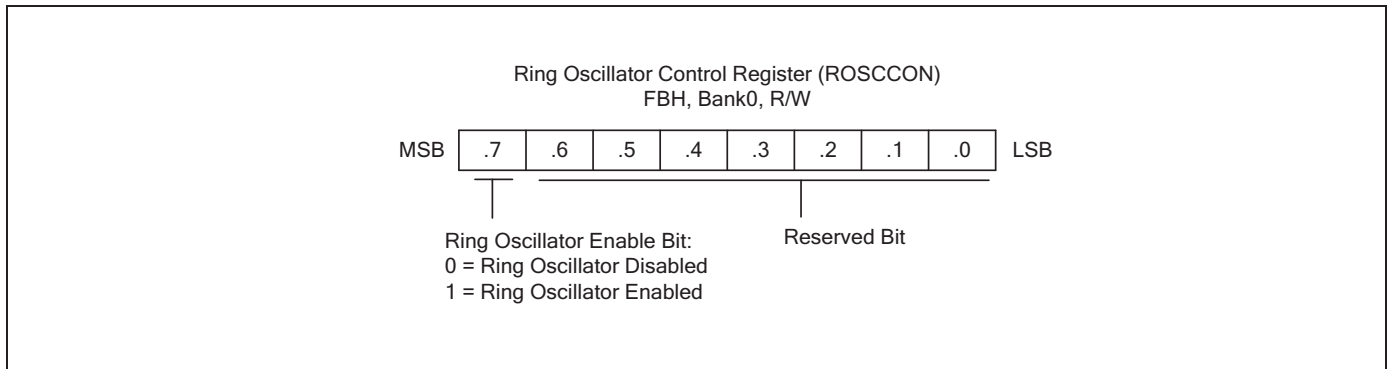 Ring Oscillator Control Register (ROSCCON)
FBH, Bank0, R/W
MSB .7 .6 .5 .4 .3 .2 .1 .0 LSB
Ring Oscillator Enable Bit:
0 = Ring Oscillator Disabled
1 = Ring Oscillator Enabled
Reserved Bit